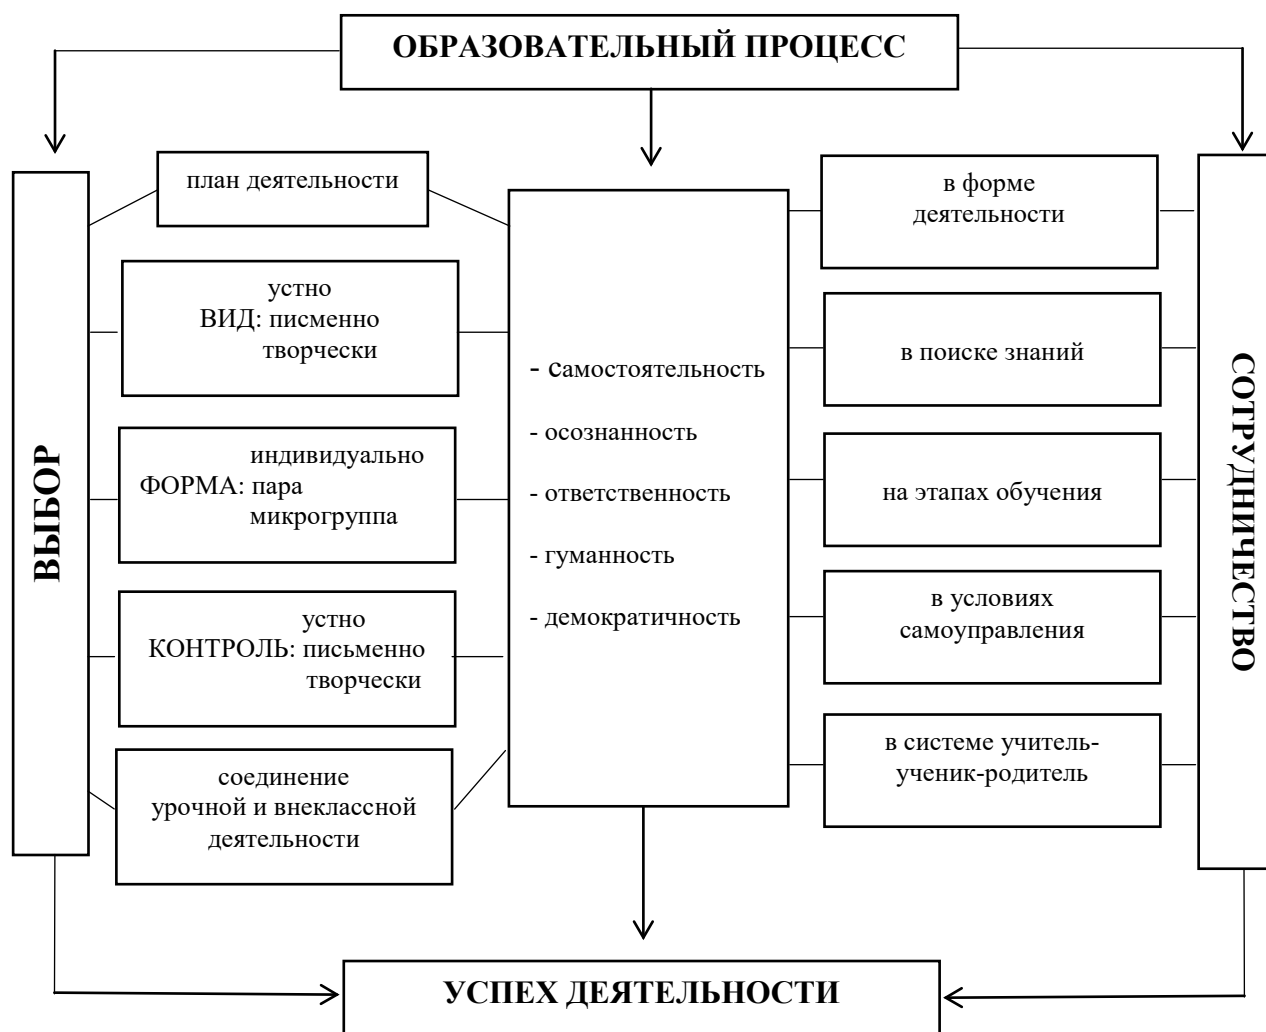 ОБРАЗОВАТЕЛЬНЫЙ ПРОЦЕСС
ВЫБОР
план деятельности
устно
ВИД: писменно
творчески
индивидуально
ФОРМА: пара
микрогруппа
устно
КОНТРОЛЬ: письменно
творчески
соединение
урочной и внеклассной
деятельности
- самостоятельность
- осознанность
- ответственность
- гуманность
- демократичность
в форме
деятельности
в поиске знаний
на этапах обучения
в условиях
самоуправления
в системе учитель-
ученик-родитель
СОТРУДНИЧЕСТВО
УСПЕХ ДЕЯТЕЛЬНОСТИ